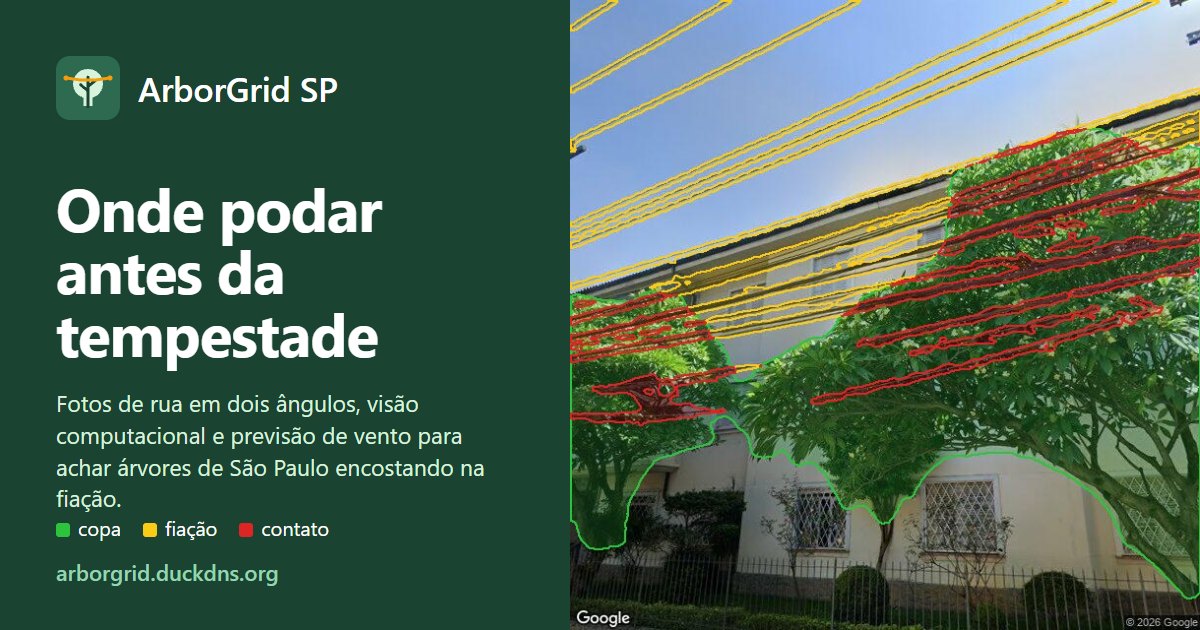 ArborGrid SP
Onde podar
antes da
tempestade
Fotos de rua em dois ângulos, visão
computacional e previsão de vento para
achar árvores de São Paulo encostando na
fiação.
copa fiação contato
arborgrid.duckdns.org
Google
© 2026 Google